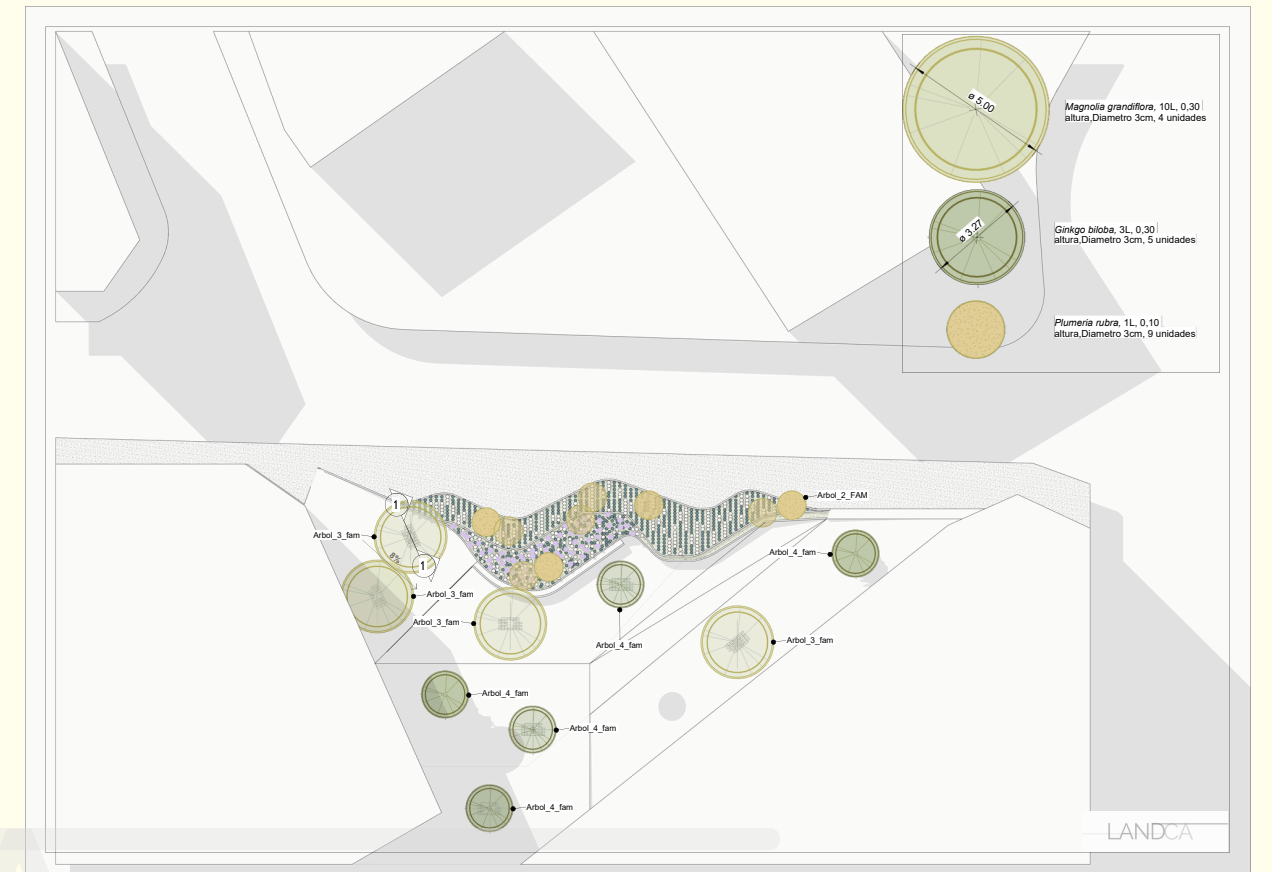 ø 5.00
Magnolia grandiflora, 10L, 0,30
altura,Diametro 3cm, 4 unidades
ø 3.27
Ginkgo biloba, 3L, 0,30
altura,Diametro 3cm, 5 unidades
Plumeria rubra, 1L, 0,10
altura,Diametro 3cm, 9 unidades
Arbol_2_FAM
1
Arbol_3_fam
8%
1
Arbol_4_fam
Arbol_3_fam
Arbol_3_fam
Arbol_4_fam
Arbol_3_fam
Arbol_4_fam
Arbol_4_fam
Arbol_4_fam
LANDCA